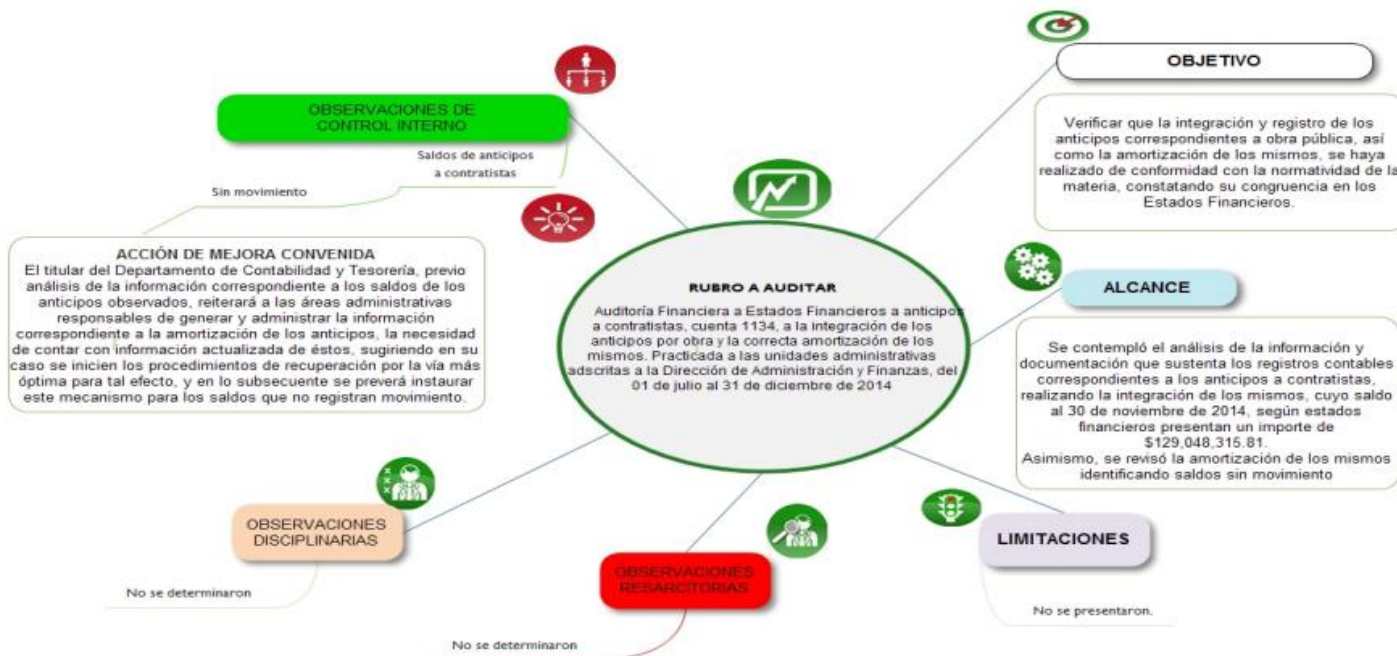 OBJETIVO
Verificar que la integración y registro de los
anticipos correspondientes a obra pública, así
como la amortización de los mismos, se haya
realizado de conformidad con la normatividad de la
materia, constatando su congruencia en los
Estados Financieros.
OBSERVACIONES DE
CONTROL INTERNO
Saldos de anticipos
a contratistas
Sin movimiento
ACCIÓN DE MEJORA CONVENIDA
El titular del Departamento de Contabilidad y Tesorería, previo
análisis de la información correspondiente a los saldos de los
anticipos observados, reiterará a las áreas administrativas
responsables de generar y administrar la información
correspondiente a la amortización de los anticipos, la necesidad
de contar con información actualizada de éstos, sugiriendo en su
caso se inicien los procedimientos de recuperación por la vía más
óptima para tal efecto, y en lo subsecuente se preverá instaurar
este mecanismo para los saldos que no registran movimiento.
RUBRO A AUDITAR
Auditoría Financiera a Estados Financieros a anticipos
a contratistas, cuenta 1134, a la integración de los
anticipos por obra y la correcta amortización de los
mismos. Practicada a las unidades administrativas
adscritas a la Dirección de Administración y Finanzas, del
01 de julio al 31 de diciembre de 2014
ALCANCE
Se contempló el análisis de la información y
documentación que sustenta los registros contables
correspondientes a los anticipos a contratistas,
realizando la integración de los mismos, cuyo saldo
al 30 de noviembre de 2014, según estados
financieros presentan un importe de
$129,048,315.81.
Asimismo, se revisó la amortización de los mismos
identificando saldos sin movimiento
OBSERVACIONES
DISCIPLINARIAS
No se determinaron
OBSERVACIONES
RESARCITORIAS
No se determinaron
LIMITACIONES
No se presentaron.